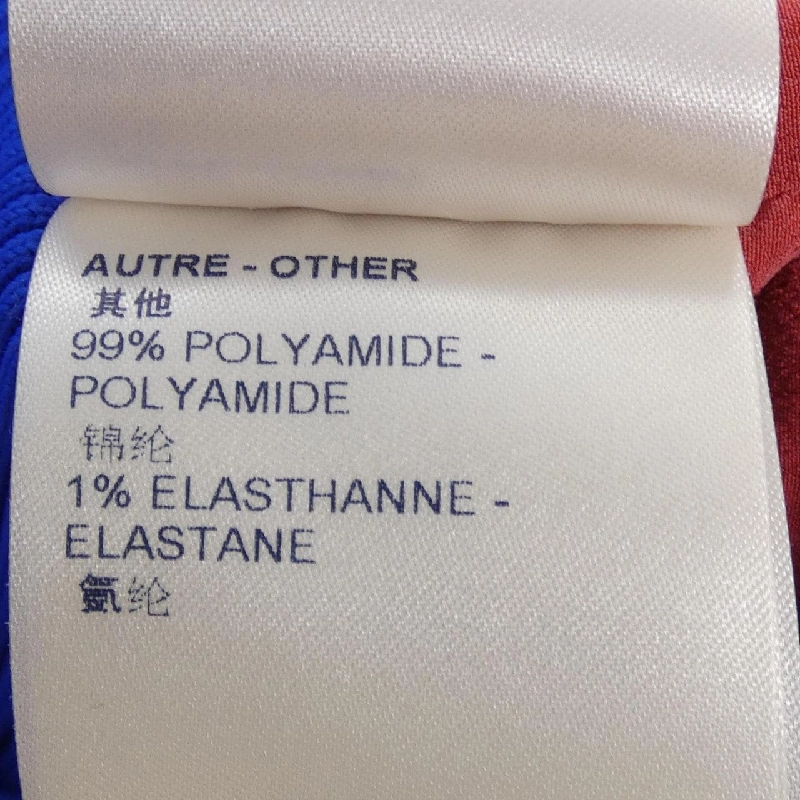 AUTRE - OTHER
其他
99% POLYAMIDE -
POLYAMIDE
锦纶
1% ELASTHANNE -
ELASTANE
氨纶